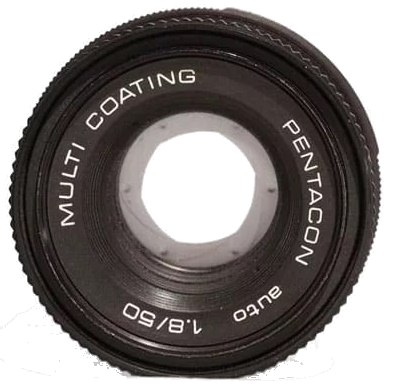 MULTI COATING
PENTACON auto 1.8/50